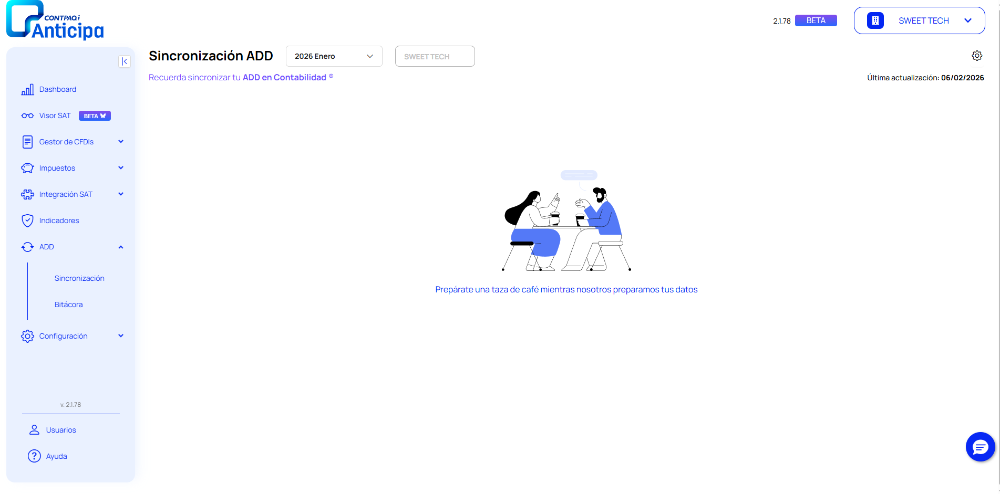 CONTPAQi
Anticipa
2.1.78 BETA SWEET TECH
Sincronización ADD 2026 Enero SWEET TECH
Recuerda sincronizar tu ADD en Contabilidad ®
Última actualización: 06/02/2026
Dashboard
Visor SAT BETA
Gestor de CFDIs
Impuestos
Integración SAT
Indicadores
ADD
Sincronización
Bitácora
Configuración
Prepárate una taza de café mientras nosotros preparamos tus datos
v. 2.1.78
Usuarios
Ayuda